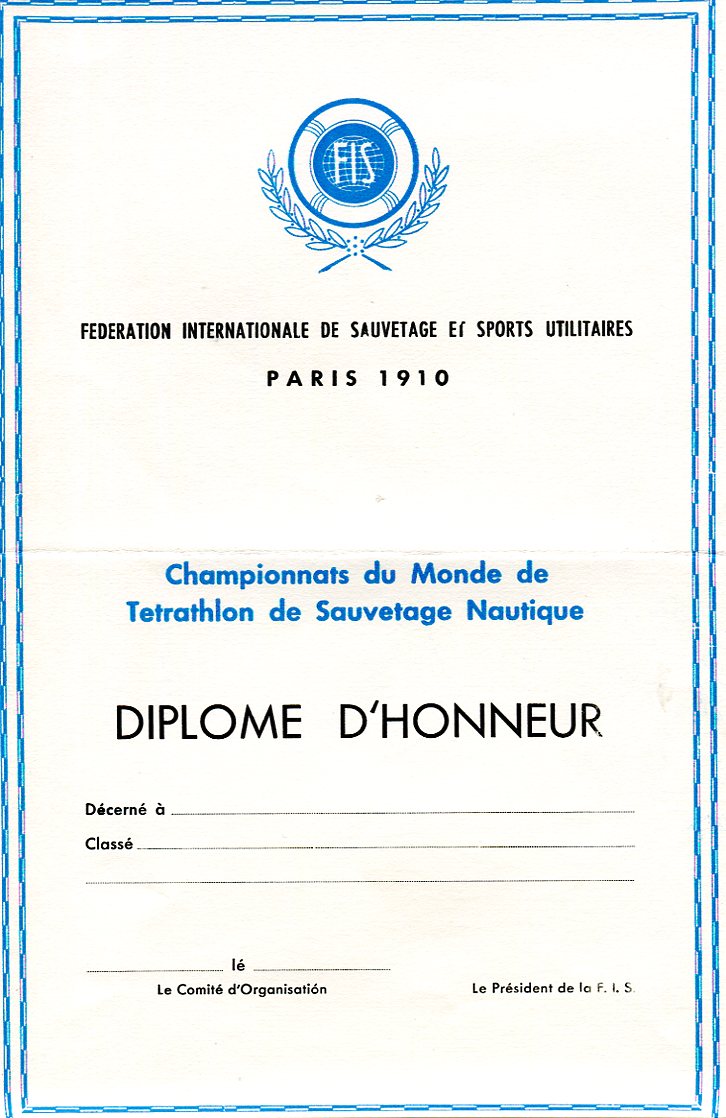 FIS
FEDERATION INTERNATIONALE DE SAUVETAGE Et SPORTS UTILITAIRES
PARIS 1910
Championnats du Monde de
Tetrathlon de Sauvetage Nautique
DIPLOME D'HONNEUR
Décerné à
Classé
lé
Le Comité d'Organisatión
Le Président de la F. I. S.